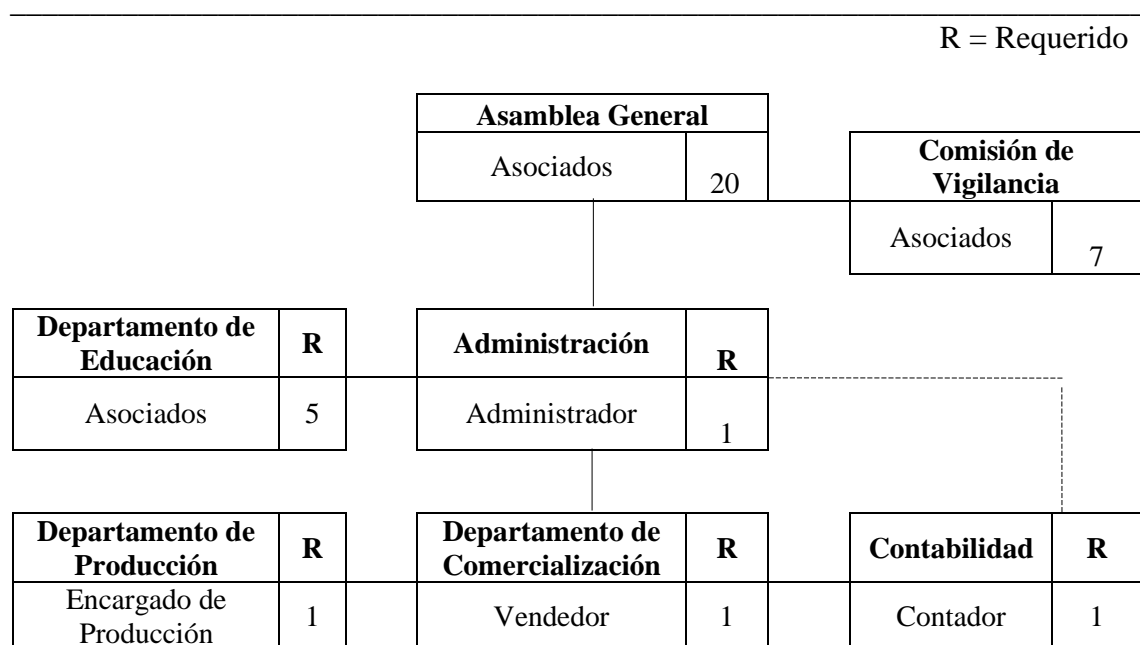 R = Requerido
Asamblea General
Asociados 20
Comisión de
Vigilancia
Asociados 7
Departamento de
Educación R
Asociados 5
Administración R
Administrador 1
Departamento de
Producción R
Encargado de
Producción 1
Departamento de
Comercialización R
Vendedor 1
Contabilidad R
Contador 1